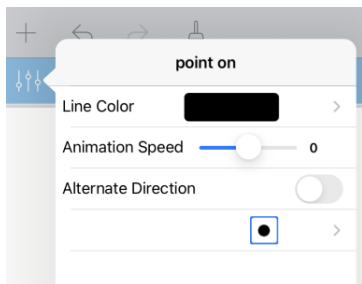 point on
Line Color
Animation Speed 0
Alternate Direction